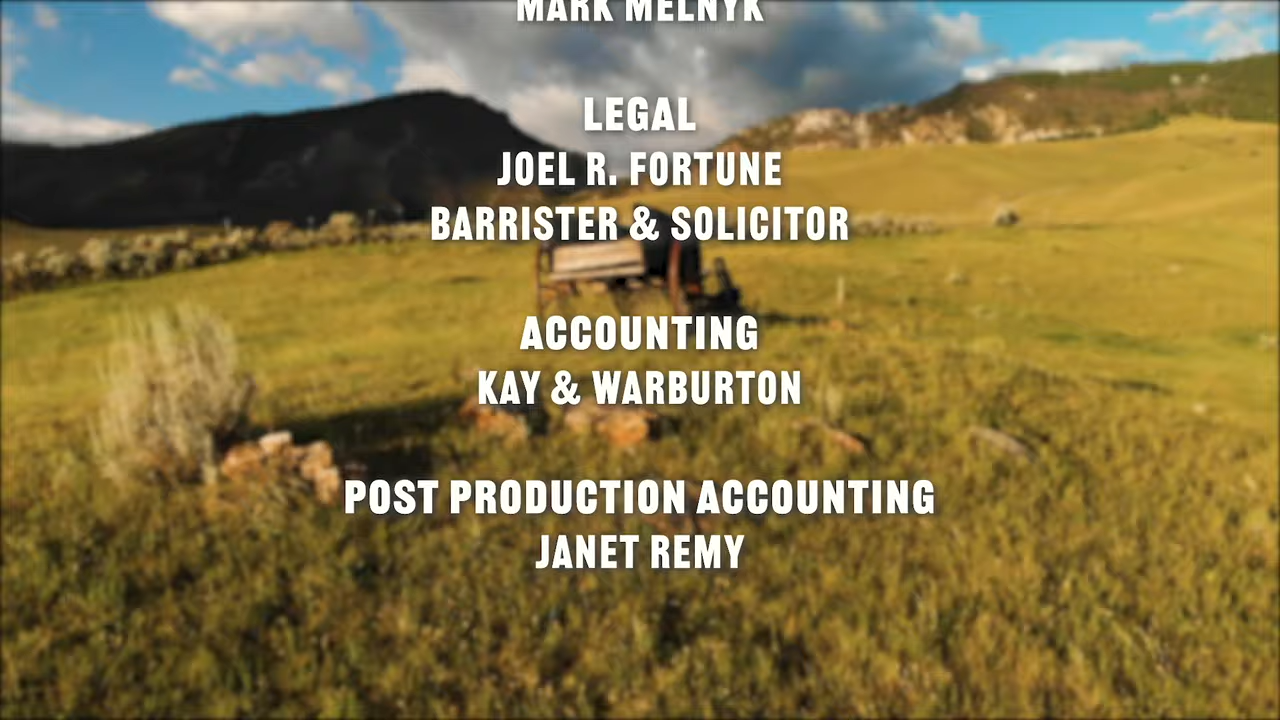 MARK MELNYK
LEGAL
JOEL R. FORTUNE
BARRISTER & SOLICITOR
ACCOUNTING
KAY & WARBURTON
POST PRODUCTION ACCOUNTING
JANET REMY